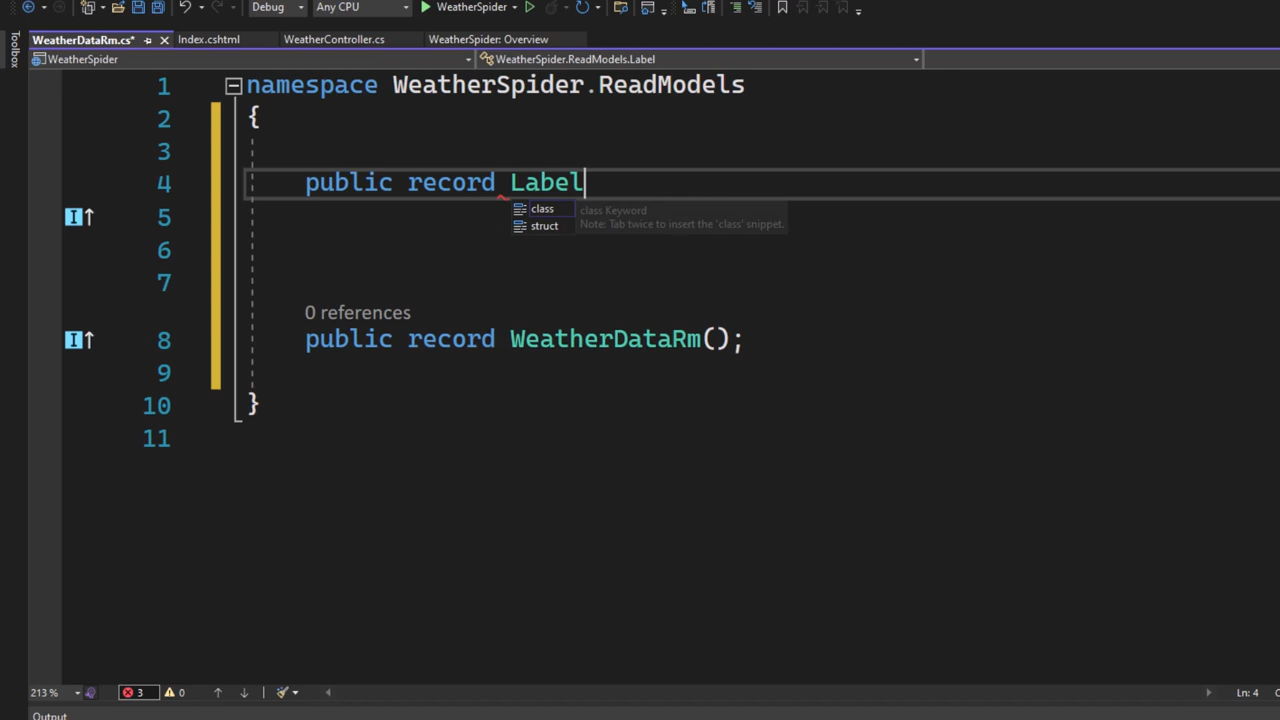 Debug Any CPU WeatherSpider
WeatherDataRm.cs* Index.cshtml WeatherController.cs WeatherSpider: Overview
Toolbox
WeatherSpider WeatherSpider.ReadModels.Label
1 namespace WeatherSpider.ReadModels
2 {
3
4 public record Label
class class Keyword
struct Note: Tab twice to insert the 'class' snippet.
5
6
7
0 references
8 public record WeatherDataRm();
9
10 }
11
213 % 3 0 Ln: 4
Output